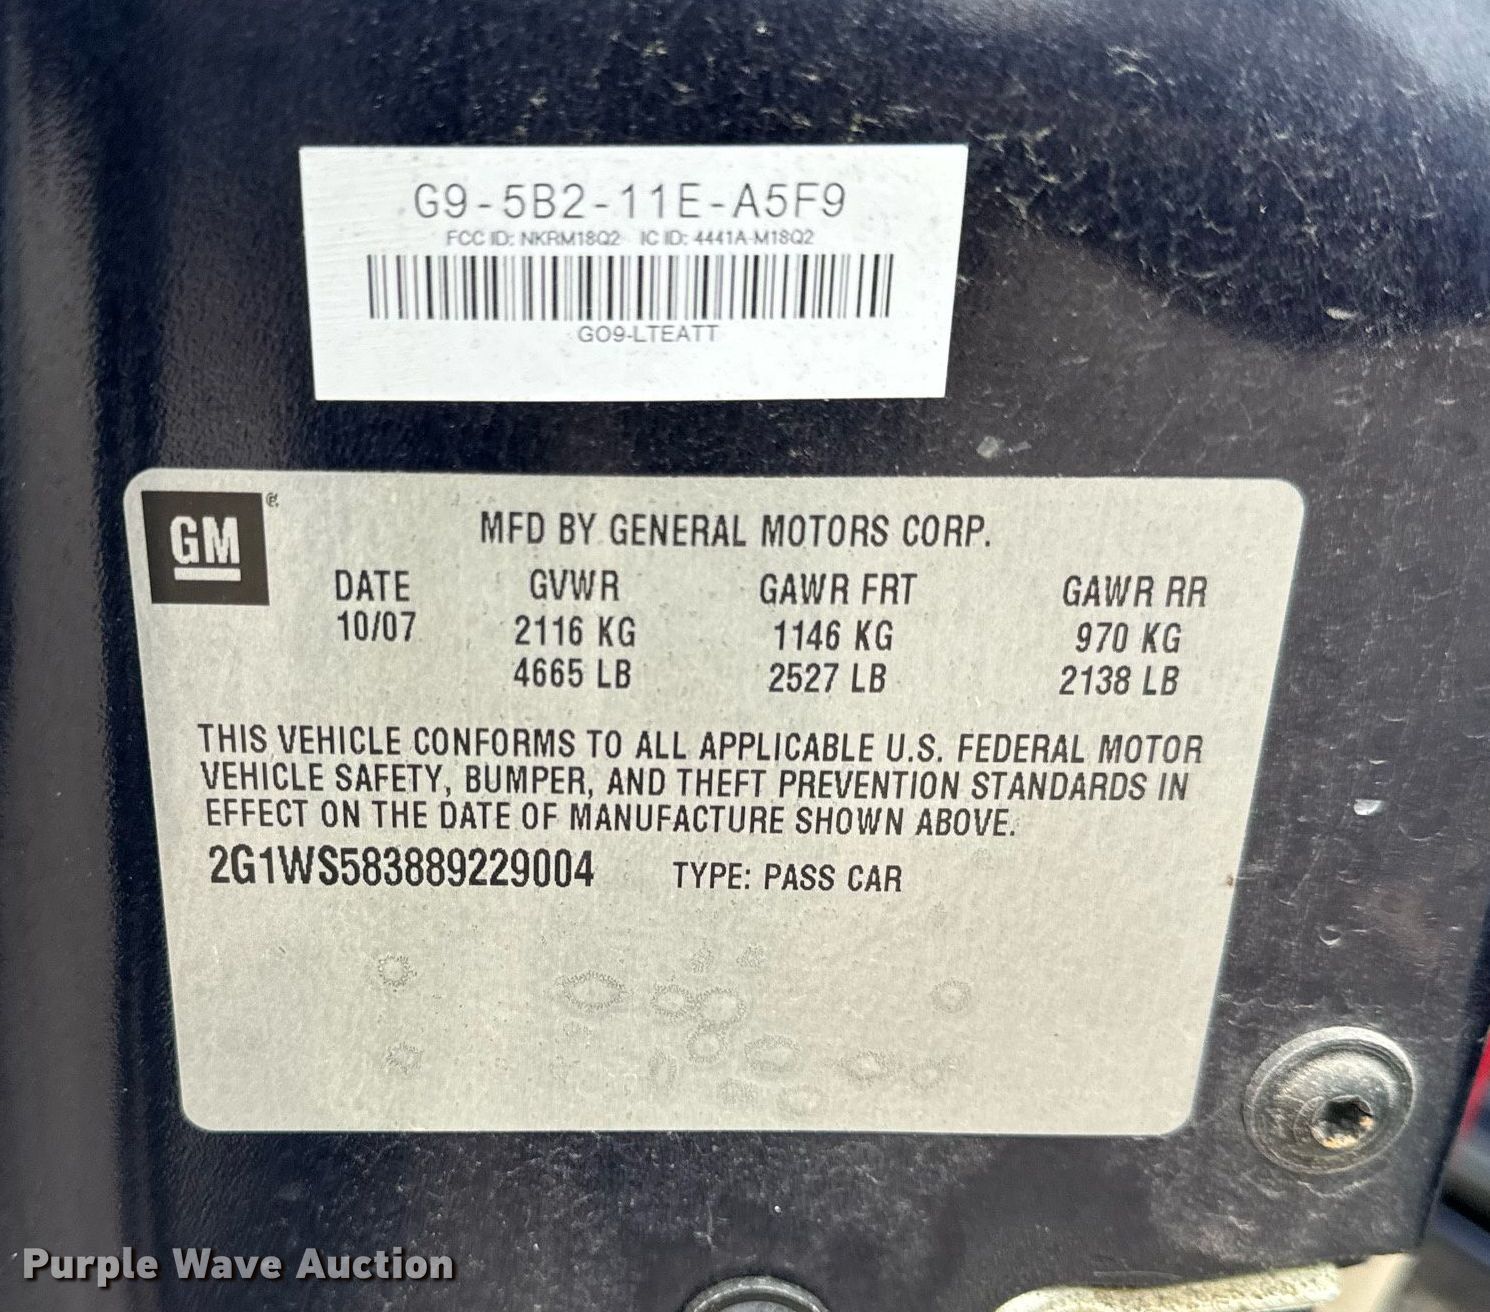 G9-5B2-11E-A5F9
FCC ID: NKRM18Q2 IC ID: 4441A-M18Q2
GO9-LTEATT
GM®
MFD BY GENERAL MOTORS CORP.
DATE GVWR GAWR FRT GAWR RR
10/07 2116 KG 1146 KG 970 KG
4665 LB 2527 LB 2138 LB
THIS VEHICLE CONFORMS TO ALL APPLICABLE U.S. FEDERAL MOTOR
VEHICLE SAFETY, BUMPER, AND THEFT PREVENTION STANDARDS IN
EFFECT ON THE DATE OF MANUFACTURE SHOWN ABOVE.
2G1WS583889229004 TYPE: PASS CAR
Purple Wave Auction